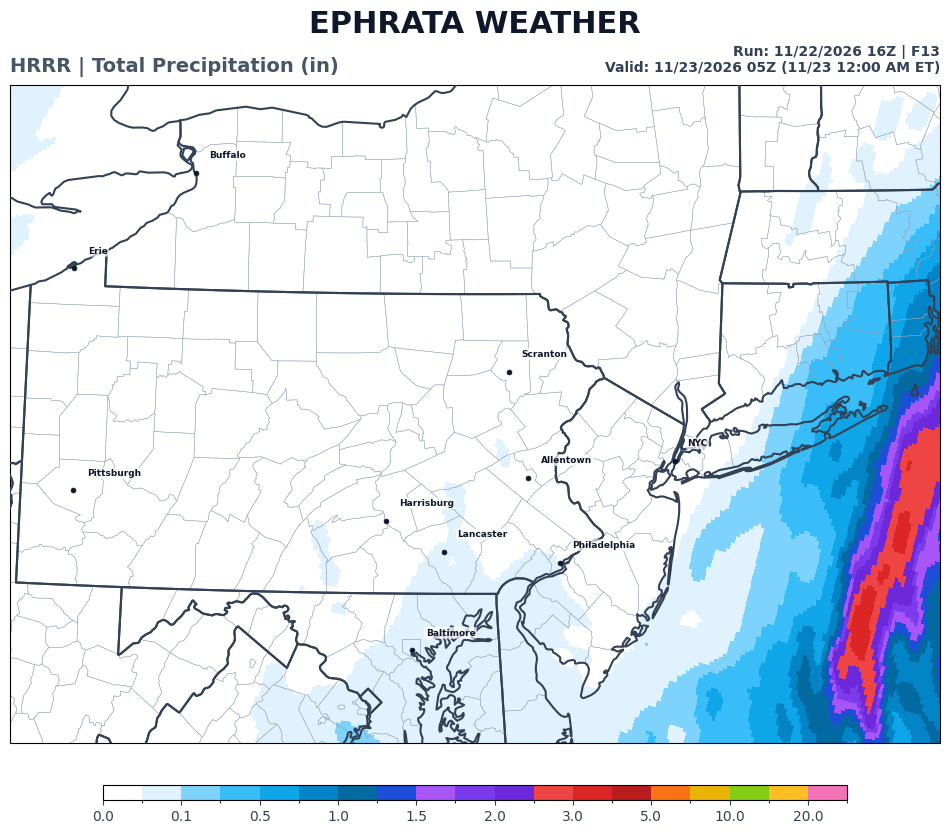 EPHRATA WEATHER
HRRR | Total Precipitation (in)
Run: 11/22/2026 16Z | F13
Valid: 11/23/2026 05Z (11/23 12:00 AM ET)
Buffalo
Erie
Scranton
NYC
Allentown
Pittsburgh
Harrisburg
Lancaster
Philadelphia
Baltimore
0.0 0.1 0.5 1.0 1.5 2.0 3.0 5.0 10.0 20.0